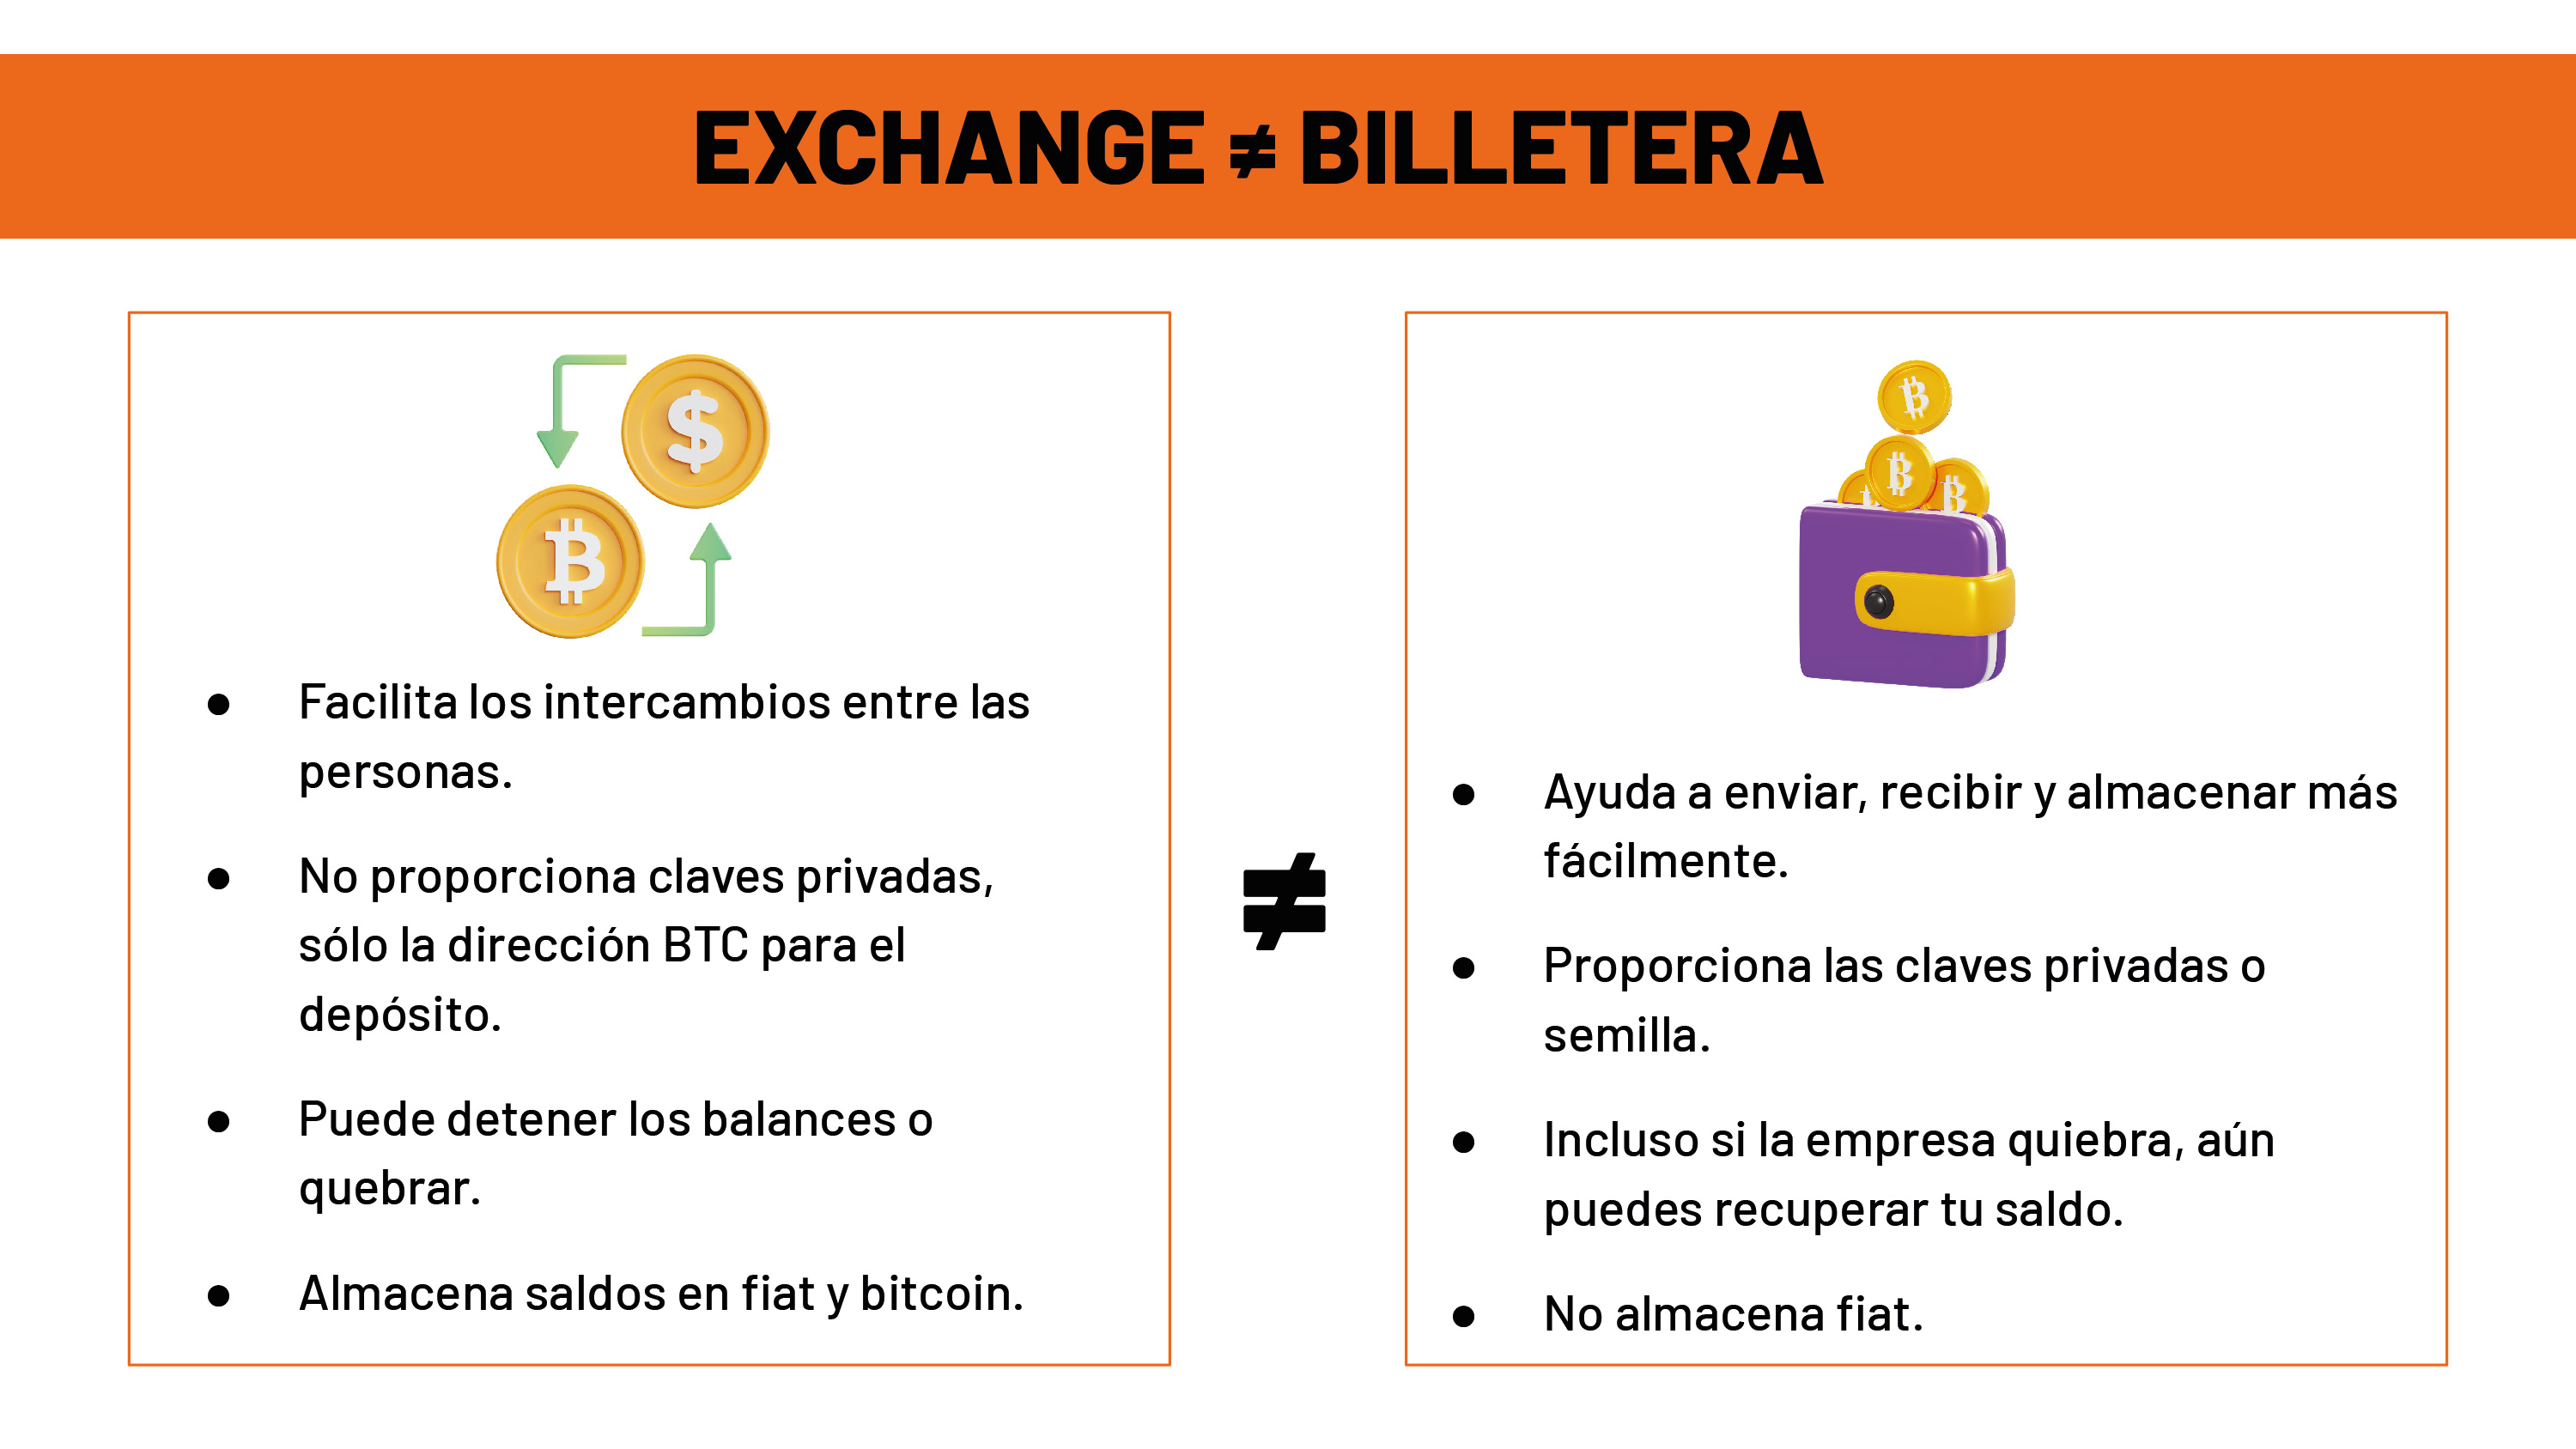 EXCHANGE ≠ BILLETERA
$
₿
● Facilita los intercambios entre las
personas.
● No proporciona claves privadas,
sólo la dirección BTC para el
depósito.
● Puede detener los balances o
quebrar.
● Almacena saldos en fiat y bitcoin.
≠
₿
₿
₿
● Ayuda a enviar, recibir y almacenar más
fácilmente.
● Proporciona las claves privadas o
semilla.
● Incluso si la empresa quiebra, aún
puedes recuperar tu saldo.
● No almacena fiat.